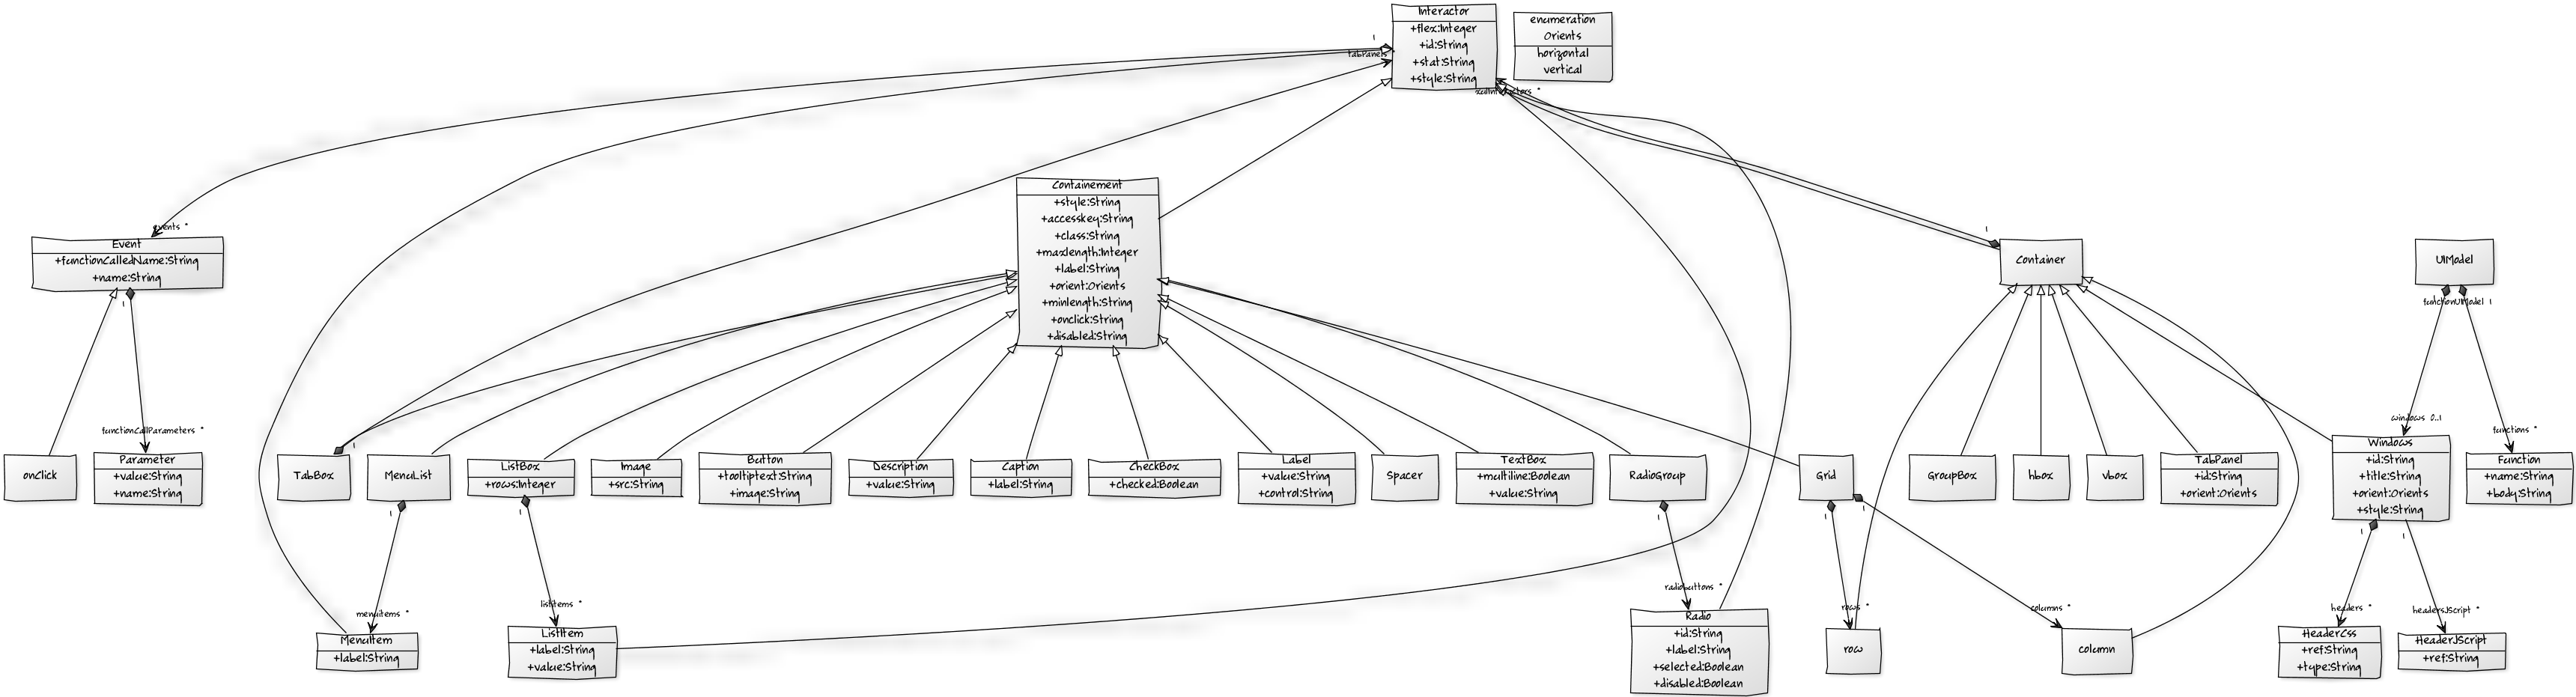 Interactor
+flex:Integer
+id:String
+stat:String
+style:String
enumeration
Orients
horizontal
vertical
1
tabPanels
*
1
events *
Event
+functionCalledName:String
+name:String
1
Containement
+style:String
+accesskey:String
+class:String
+maxlength:Integer
+label:String
+orient:Orients
+minlength:String
+onclick:String
+disabled:String
Container
UIModel
functionUIModel 1
functionCallParameters *
windows 0..1
functions *
onClick
Parameter
+value:String
+name:String
TabBox
1
MenuList
1
ListBox
+rows:Integer
1
Image
+src:String
Button
+tooltiptext:String
+image:String
Description
+value:String
Caption
+label:String
CheckBox
+checked:Boolean
Label
+value:String
+control:String
Spacer
TextBox
+multiline:Boolean
+value:String
RadioGroup
1
Grid
1
1
GroupBox
hbox
vbox
TabPanel
+id:String
+orient:Orients
Windows
+id:String
+title:String
+orient:Orients
+style:String
1
1
Function
+name:String
+body:String
menuitems *
listItems *
radiobuttons *
rows *
columns *
headers *
headersJScript *
MenuItem
+label:String
ListItem
+label:String
+value:String
Radio
+id:String
+label:String
+selected:Boolean
+disabled:Boolean
row
column
HeaderCss
+ref:String
+type:String
HeaderJScript
+ref:String